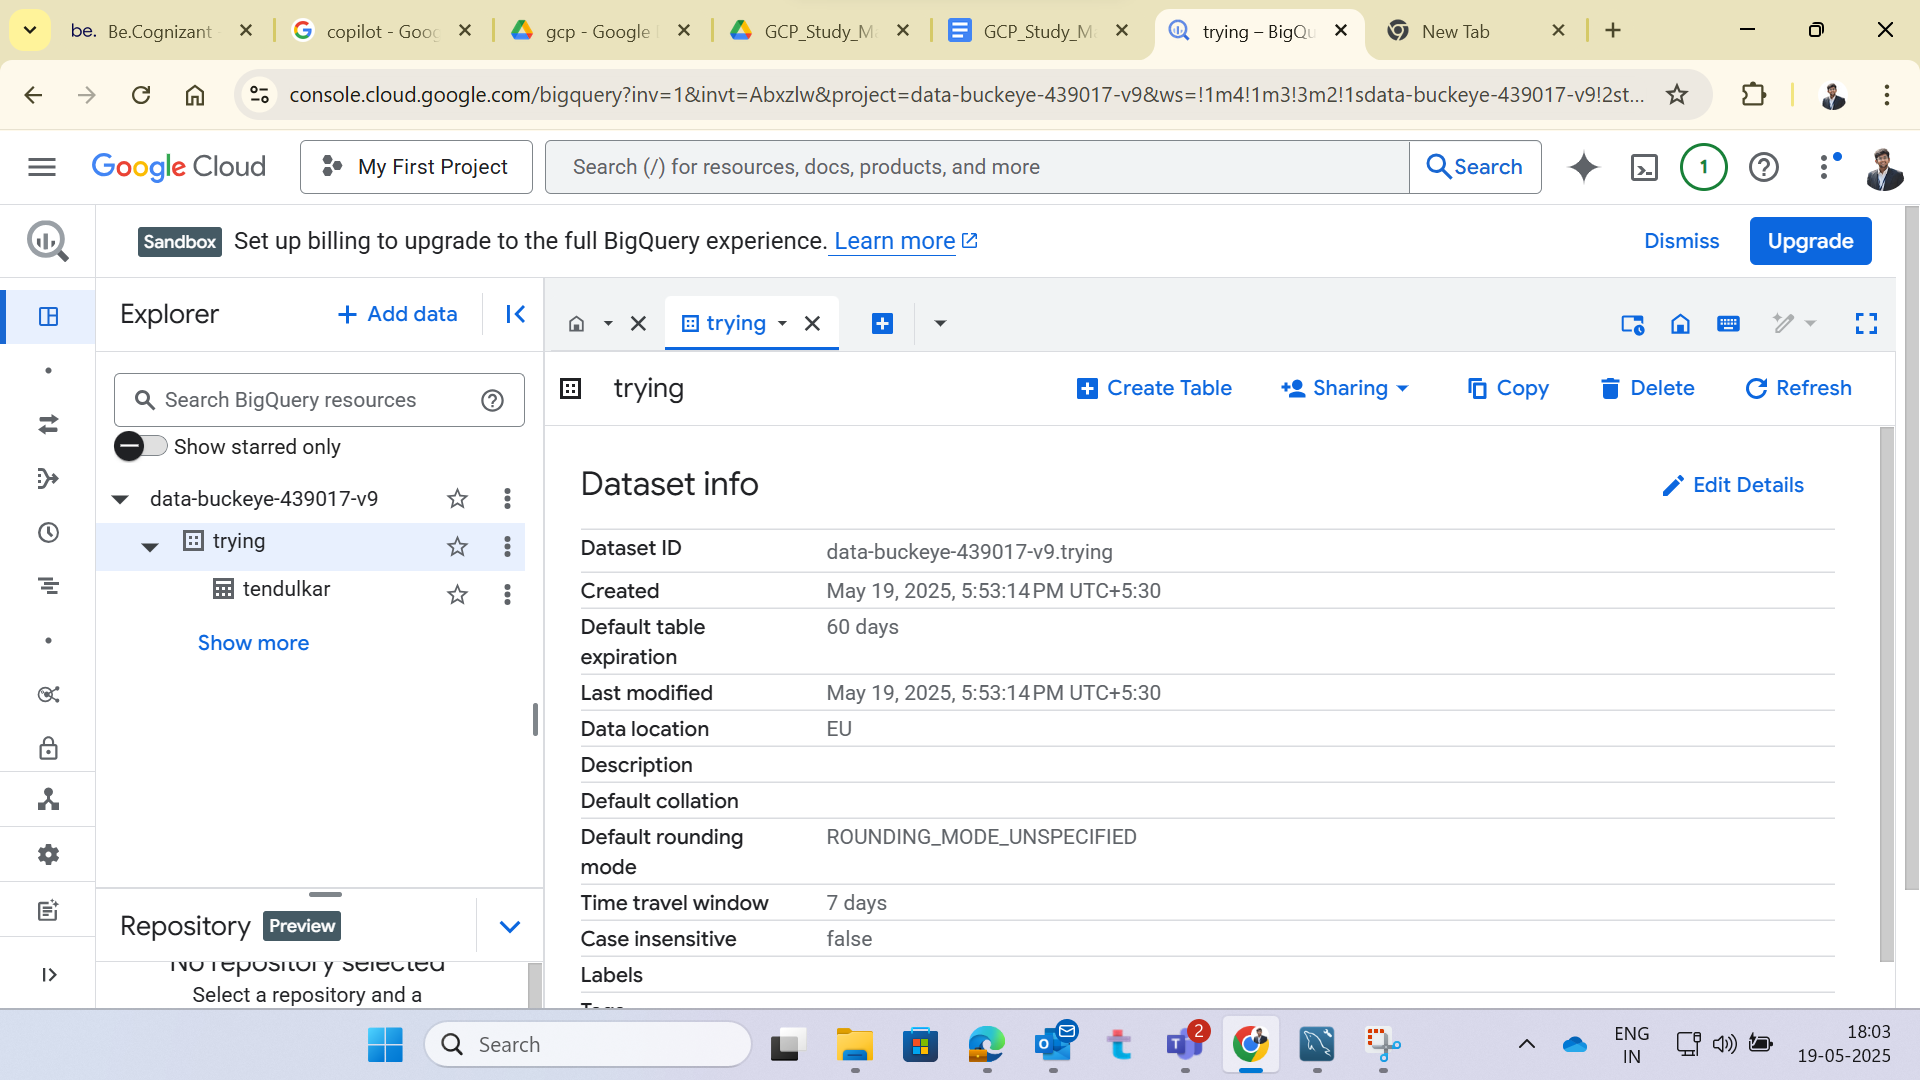 be. Be.Cognizant
copilot - Goog
gcp - Google
GCP_Study_Ma
GCP_Study_Ma
trying – BigQu
New Tab
console.cloud.google.com/bigquery?inv=1&invt=Abxzlw&project=data-buckeye-439017-v9&ws=!1m4!1m3!3m2!1sdata-buckeye-439017-v9!2st...
Google Cloud
My First Project
Search (/) for resources, docs, products, and more
Search
1
Sandbox
Set up billing to upgrade to the full BigQuery experience. Learn more
Dismiss
Upgrade
Explorer
+ Add data
trying
Search BigQuery resources
Show starred only
data-buckeye-439017-v9
trying
tendulkar
Show more
Repository
Preview
No repository selected
Select a repository and a
trying
Create Table
Sharing
Copy
Delete
Refresh
Dataset info
Edit Details
Dataset ID
data-buckeye-439017-v9.trying
Created
May 19, 2025, 5:53:14 PM UTC+5:30
Default table
expiration
60 days
Last modified
May 19, 2025, 5:53:14 PM UTC+5:30
Data location
EU
Description
Default collation
Default rounding
mode
ROUNDING_MODE_UNSPECIFIED
Time travel window
7 days
Case insensitive
false
Labels
Search
2
ENG
IN
18:03
19-05-2025